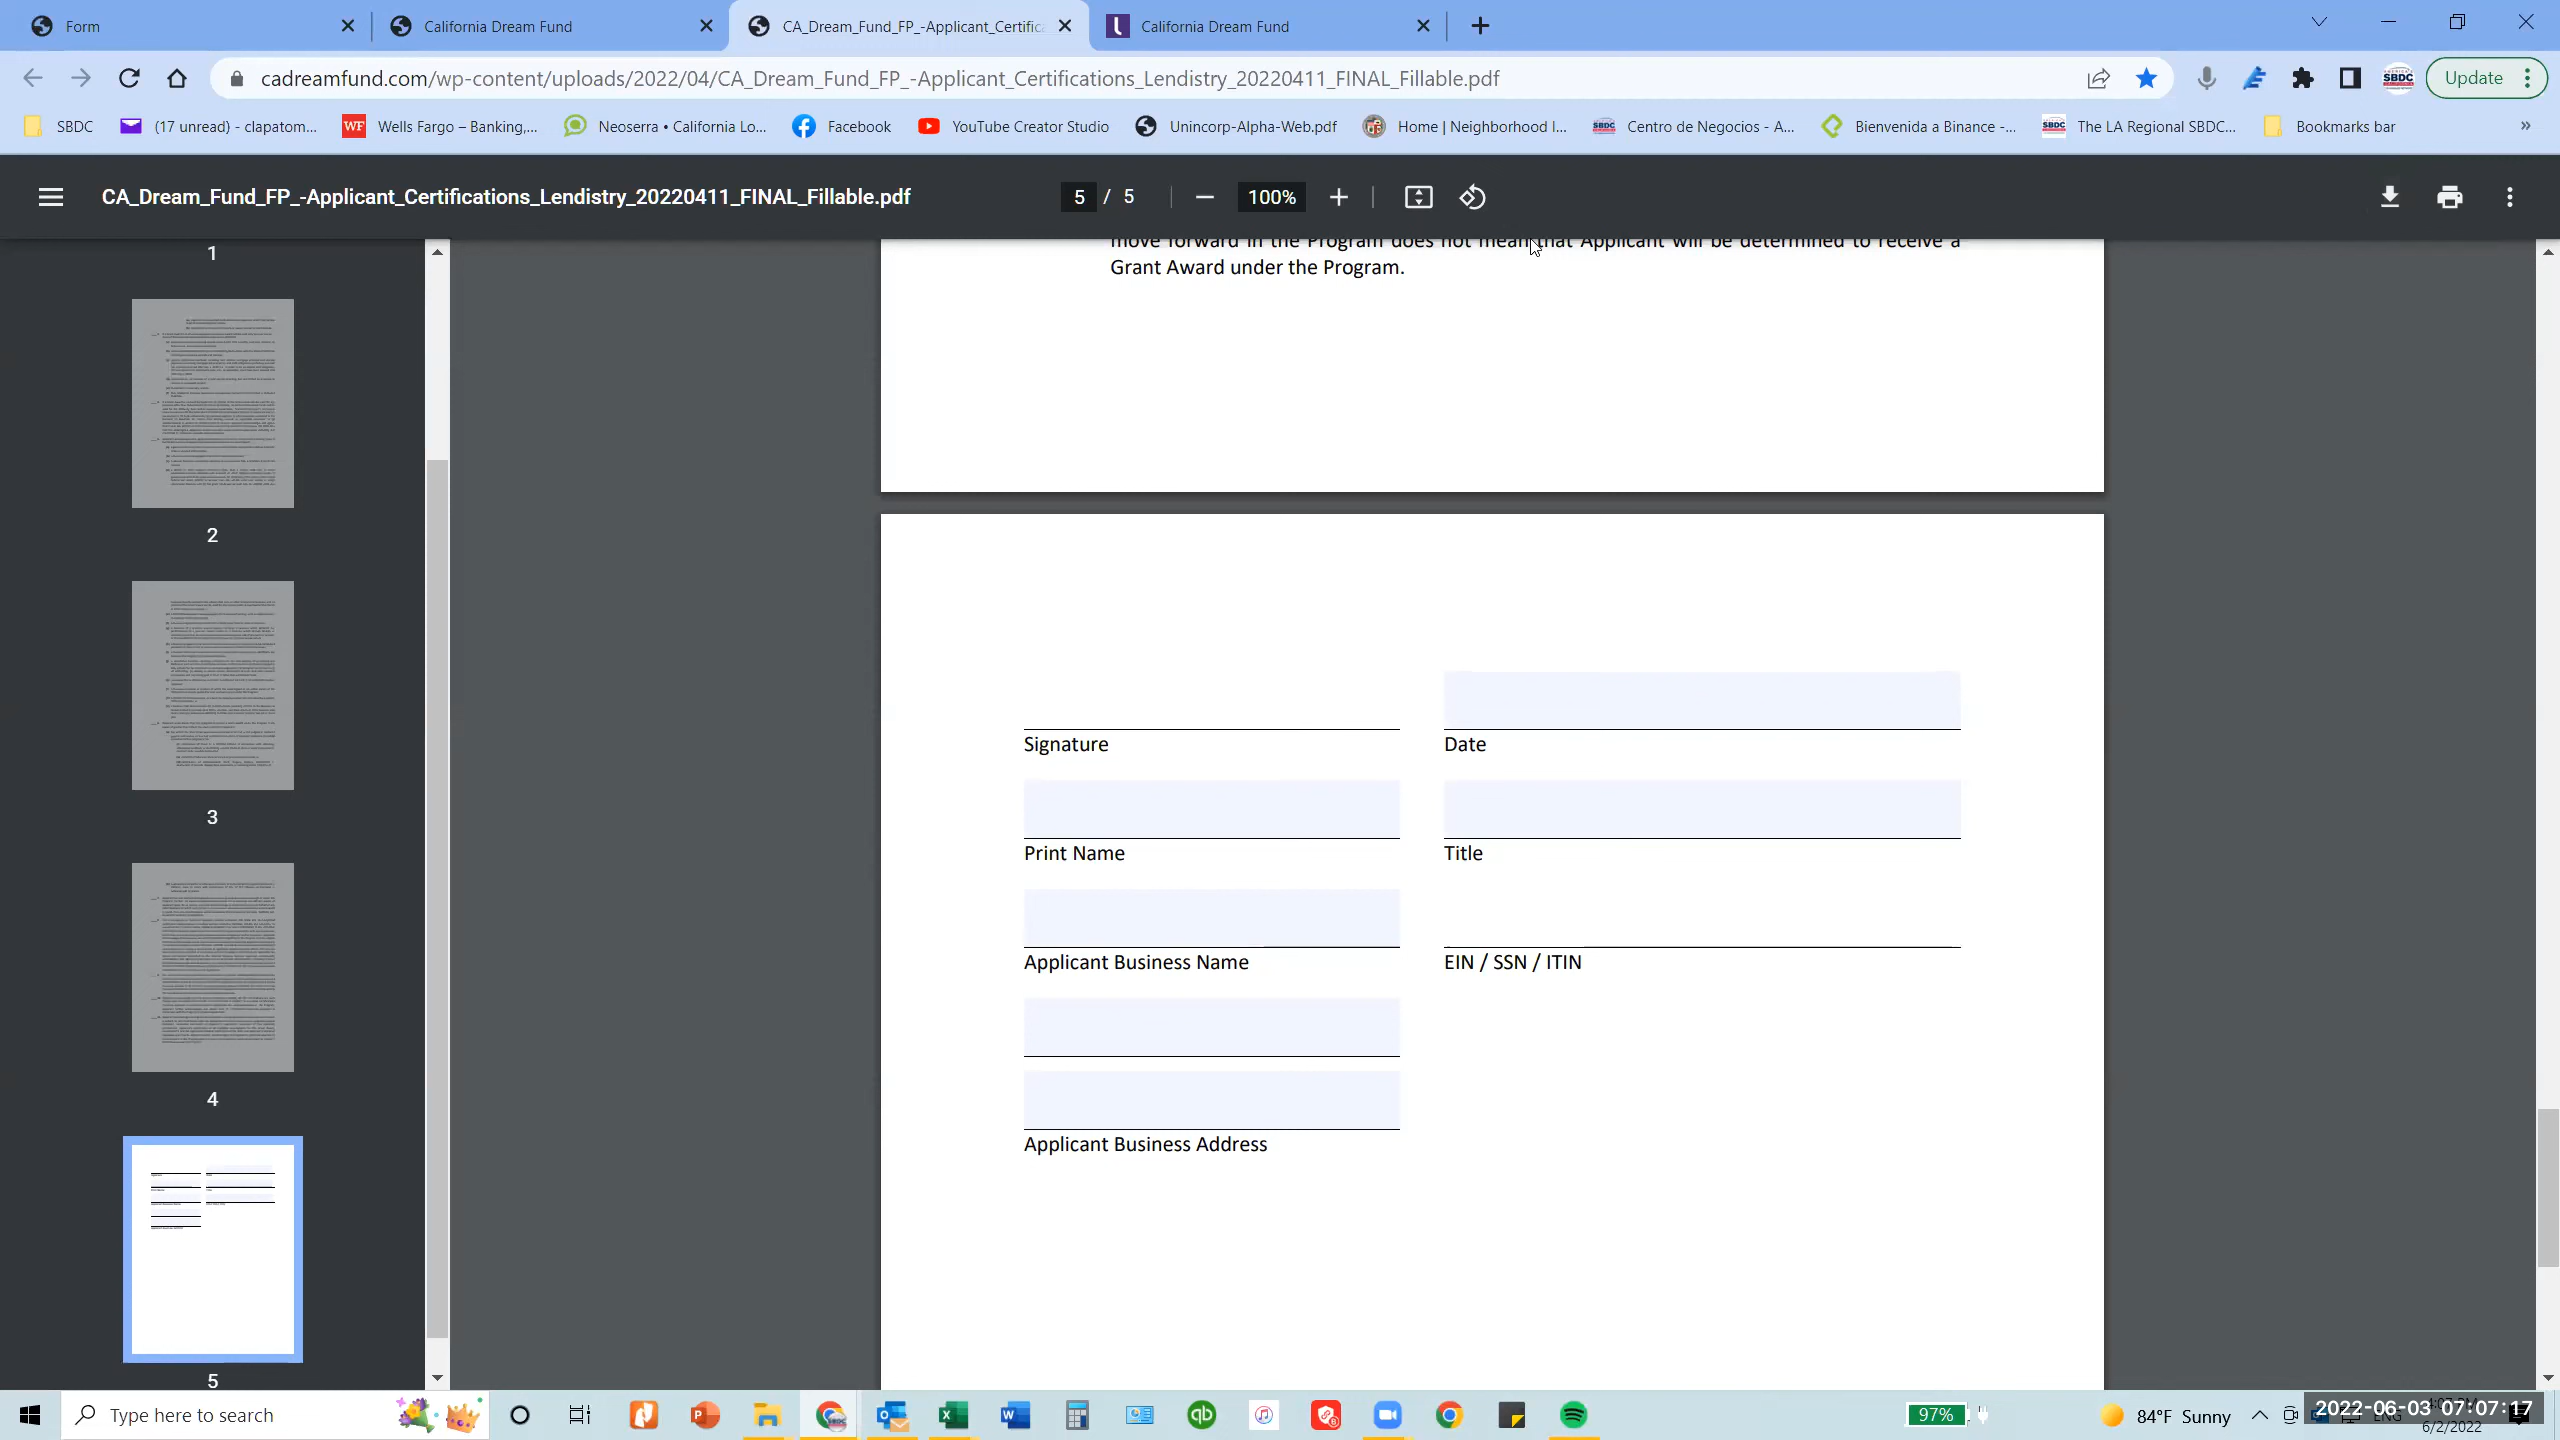 Form
California Dream Fund
CA_Dream_Fund_FP_-Applicant_Certific
California Dream Fund
cadreamfund.com/wp-content/uploads/2022/04/CA_Dream_Fund_FP_-Applicant_Certifications_Lendistry_20220411_FINAL_Fillable.pdf
Update
SBDC
(17 unread) - clapatom...
WF
Wells Fargo – Banking,...
Neoserra • California Lo...
Facebook
YouTube Creator Studio
Unincorp-Alpha-Web.pdf
Home | Neighborhood I...
Centro de Negocios - A...
Bienvenida a Binance -...
The LA Regional SBDC...
Bookmarks bar
CA_Dream_Fund_FP_-Applicant_Certifications_Lendistry_20220411_FINAL_Fillable.pdf
5 / 5
100%
move forward in the Program does not mean that Applicant will be determined to receive a
Grant Award under the Program.
1
2
3
4
5
Signature
Date
Print Name
Title
Applicant Business Name
EIN / SSN / ITIN
Applicant Business Address
Type here to search
97%
84°F Sunny
2022-06-03 07:07:17
6/2/2022